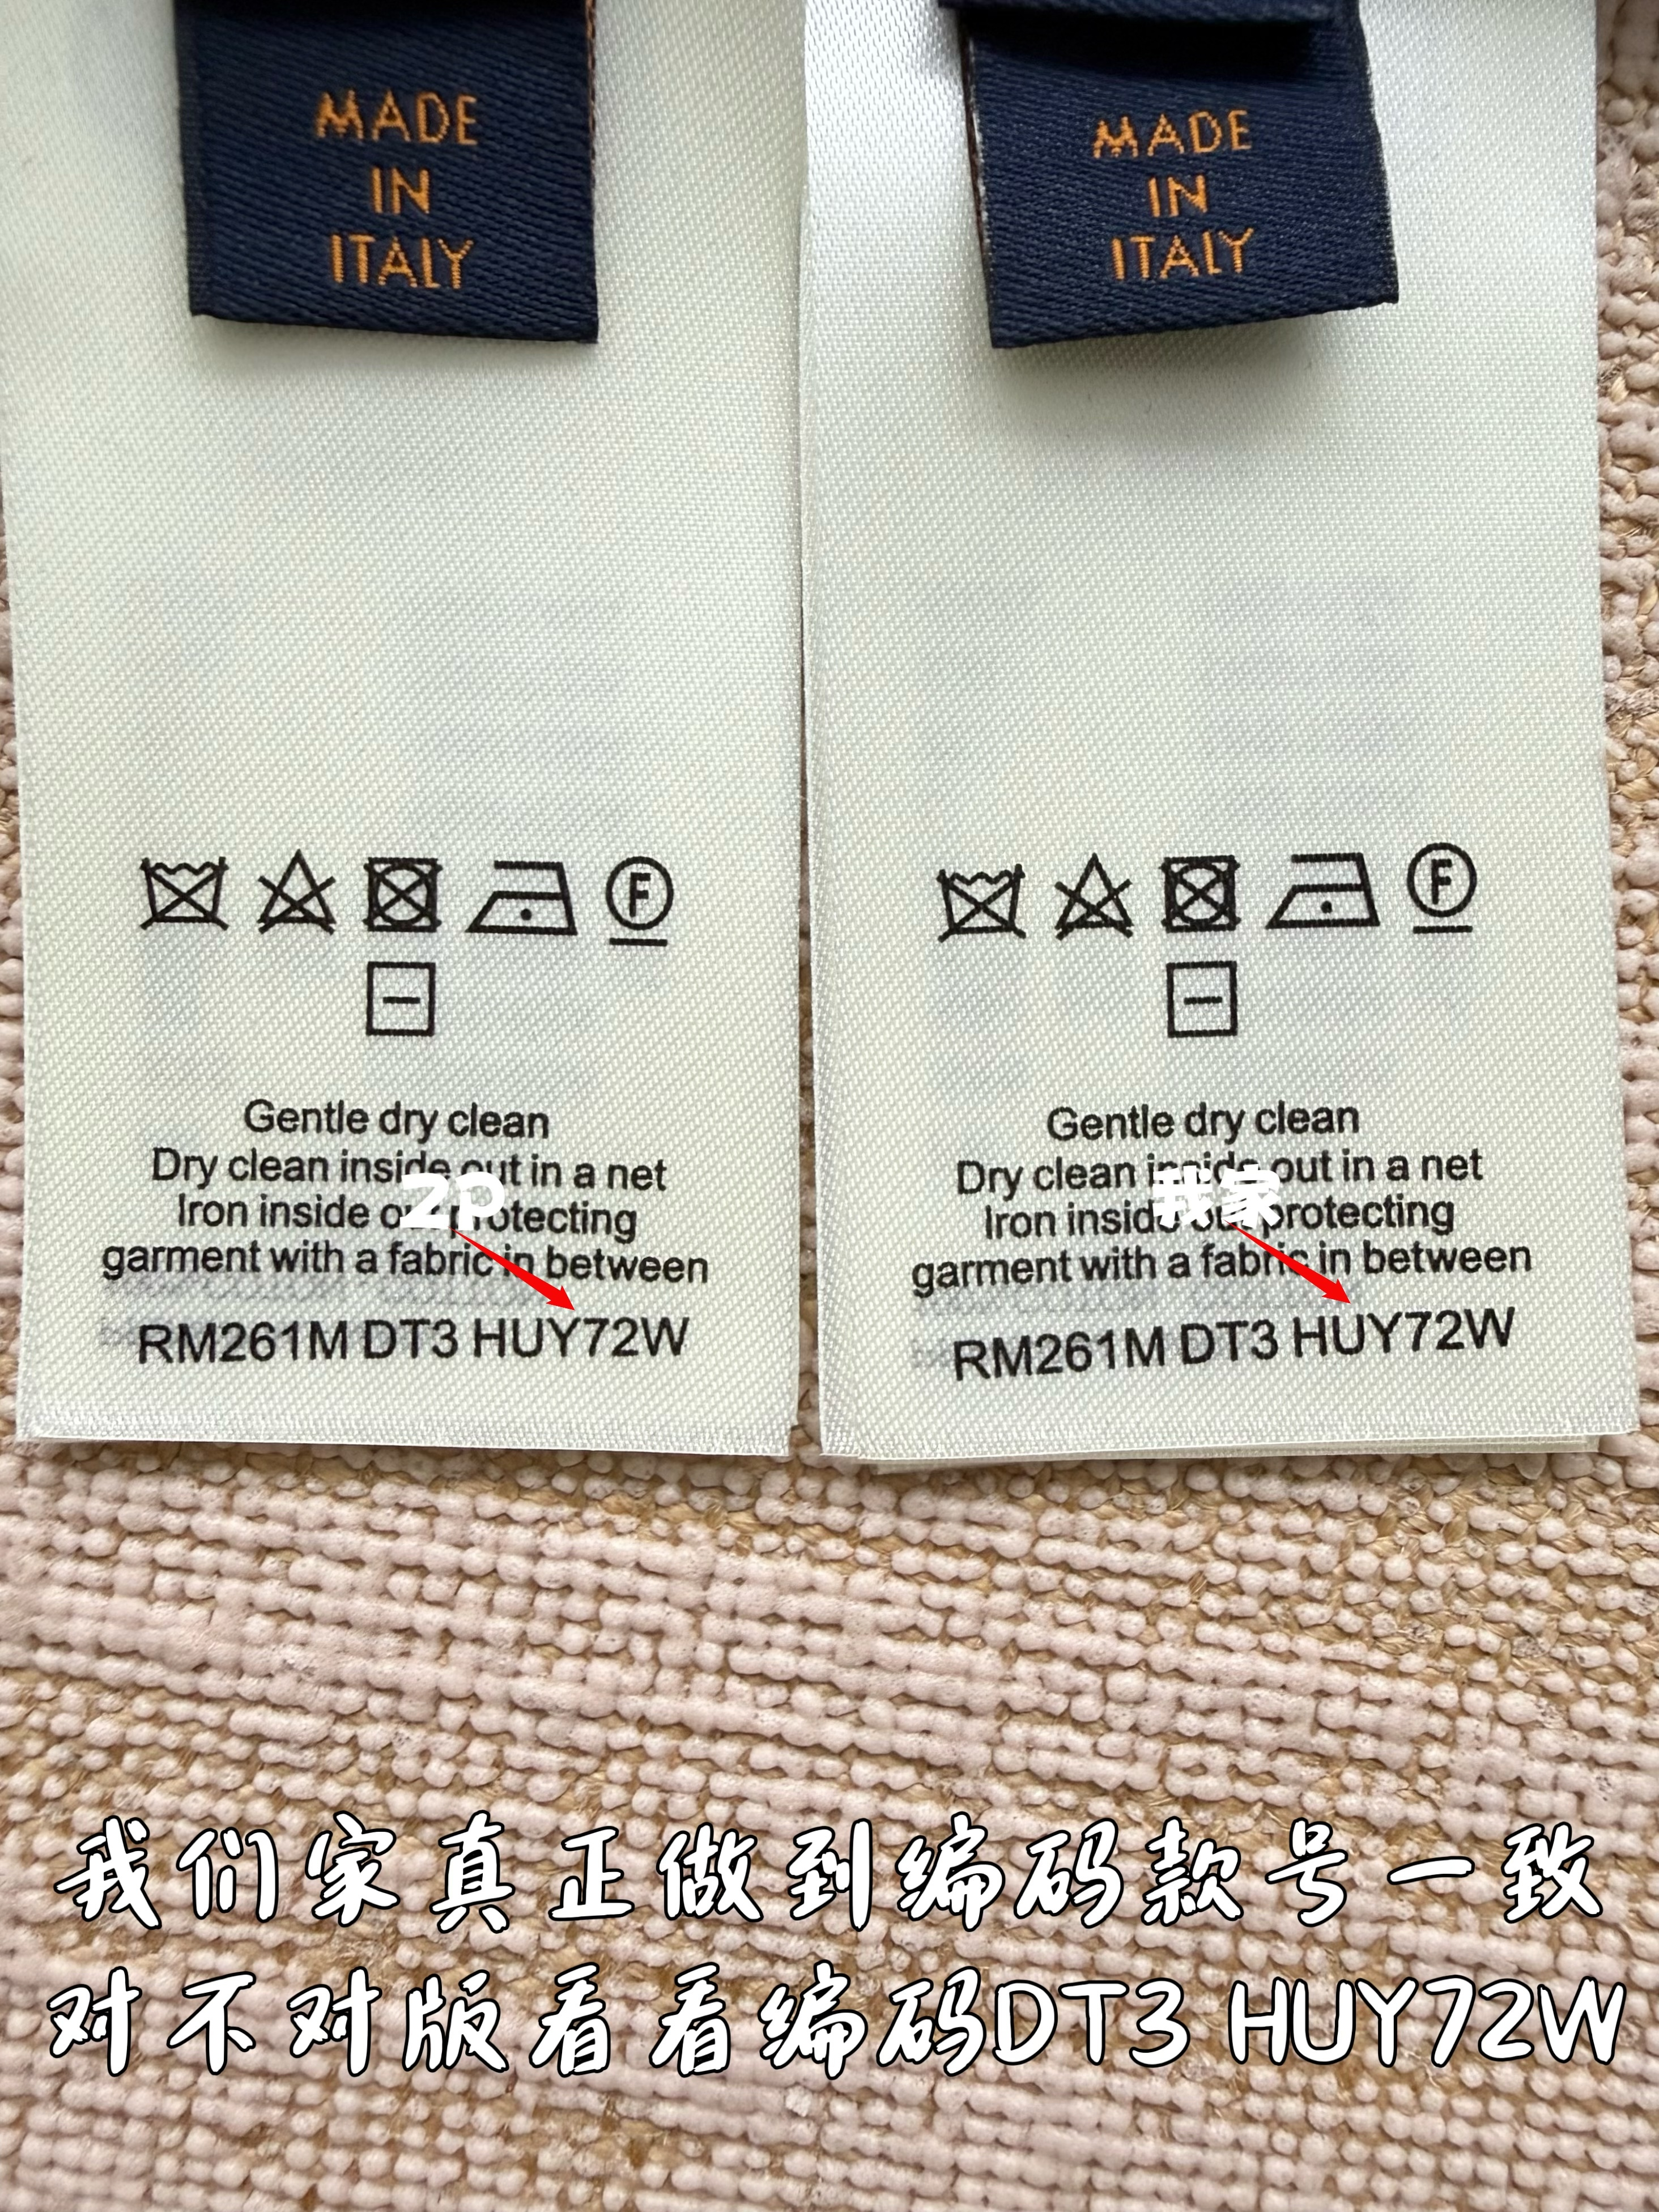 MADE
IN
ITALY
Gentle dry clean
Dry clean inside out in a net
Iron inside out protecting
garment with a fabric in between
RM261M DT3 HUY72W
ZP
MADE
IN
ITALY
F
Gentle dry clean
Dry clean inside out in a net
Iron inside out protecting
garment with a fabric in between
RM261M DT3 HUY72W
我家
F
我们家真正做到编码款号一致
对不对版看看编码DT3 HUY72W